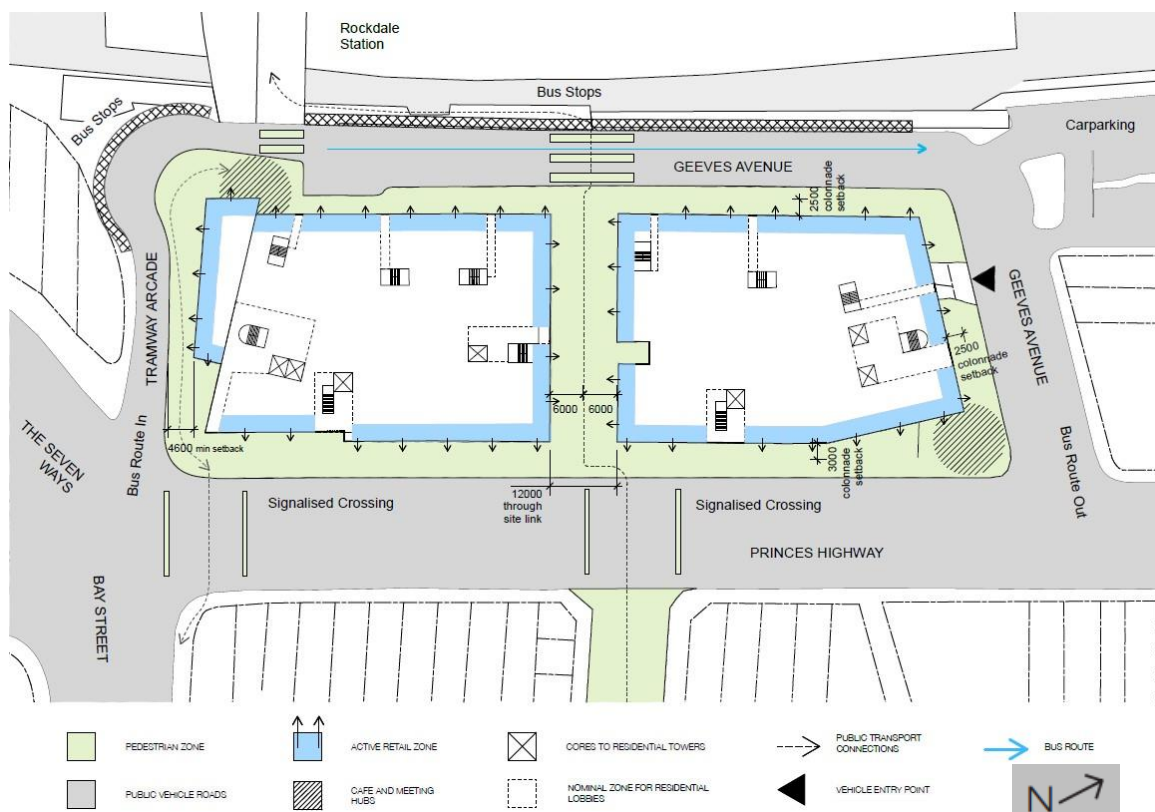 Rockdale
Station
Bus Stops
Bus Stops
Carparking
GEEVES AVENUE
2500
colonnade
setback
TRAMWAY ARCADE
GEEVES AVENUE
2500
colonnade
setback
THE SEVEN
WAYS
Bus Route In
4600 min setback
6000
6000
3000
colonnade
setback
Bus Route Out
12000
through
site link
Signalised Crossing
Signalised Crossing
PRINCES HIGHWAY
BAY STREET
PEDESTRIAN ZONE
ACTIVE RETAIL ZONE
CORES TO RESIDENTIAL TOWERS
PUBLIC TRANSPORT
CONNECTIONS
BUS ROUTE
PUBLIC VEHICLE ROADS
CAFE AND MEETING
HUBS
NOMINAL ZONE FOR RESIDENTIAL
LOBBIES
VEHICLE ENTRY POINT
N